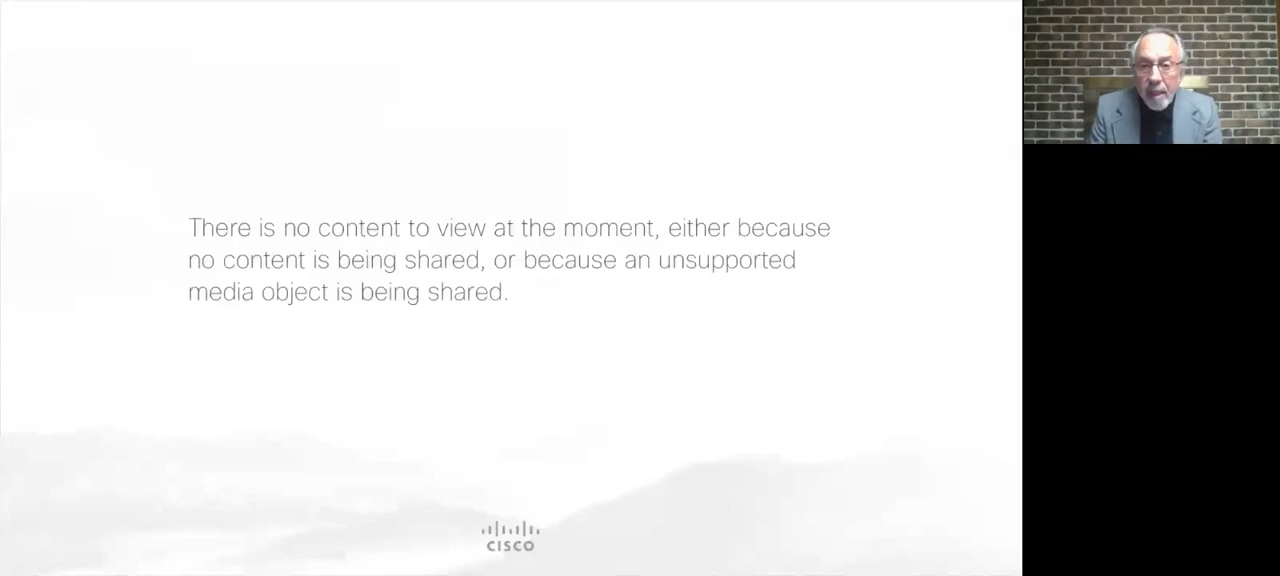 There is no content to view at the moment, either because
no content is being shared, or because an unsupported
media object is being shared.
CISCO